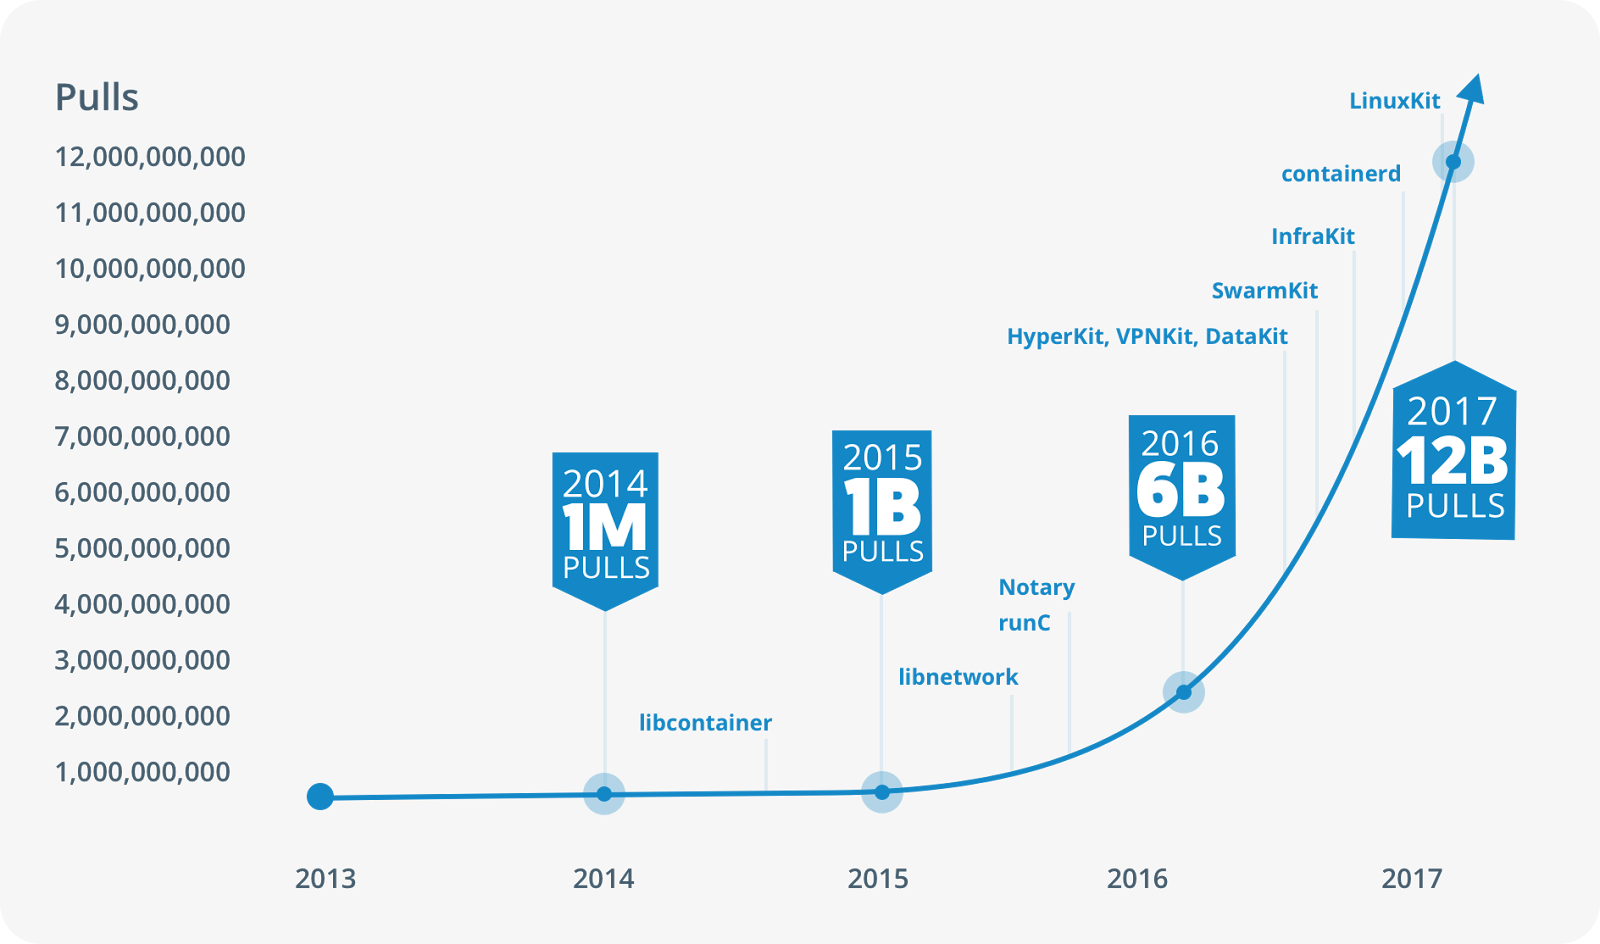 Pulls
12,000,000,000
11,000,000,000
10,000,000,000
9,000,000,000
8,000,000,000
7,000,000,000
6,000,000,000
5,000,000,000
4,000,000,000
3,000,000,000
2,000,000,000
1,000,000,000
2014
1M
PULLS
libcontainer
2015
1B
PULLS
libnetwork
Notary
runC
2016
6B
PULLS
HyperKit, VPNKit, DataKit
SwarmKit
InfraKit
containerd
LinuxKit
2017
12B
PULLS
2013
2014
2015
2016
2017